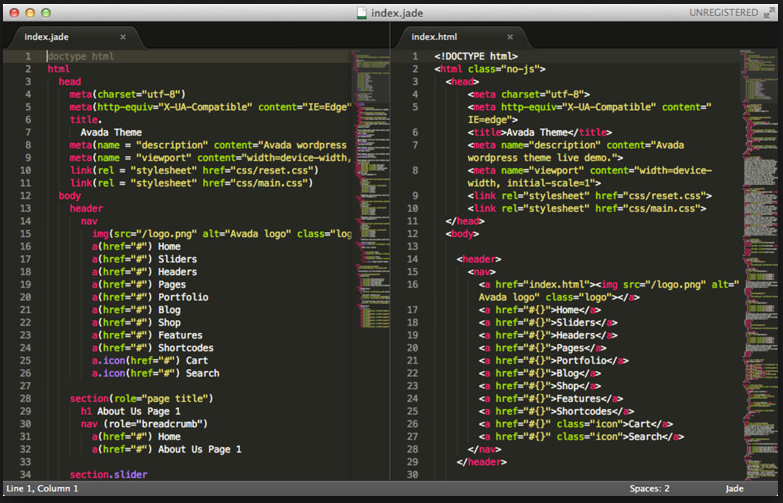 index.jade
UNREGISTERED
index.jade
1 doctype html
2 html
3 head
4 meta(charset="utf-8")
5 meta(http-equiv="X-UA-Compatible" content="IE=Edge"
6 title.
7 Avada Theme
8 meta(name = "description" content="Avada wordpress
9 meta(name = "viewport" content="width=device-width,
10 link(rel = "stylesheet" href="css/reset.css")
11 link(rel = "stylesheet" href="css/main.css")
12 body
13 header
14 nav
15 img(src="/logo.png" alt="Avada logo" class="log
16 a(href="#") Home
17 a(href="#") Sliders
18 a(href="#") Headers
19 a(href="#") Pages
20 a(href="#") Portfolio
21 a(href="#") Blog
22 a(href="#") Shop
23 a(href="#") Features
24 a(href="#") Shortcodes
25 a.icon(href="#") Cart
26 a.icon(href="#") Search
27
28 section(role="page title")
29 h1 About Us Page 1
30 nav (role="breadcrumb")
31 a(href="#") Home
32 a(href="#") About Us Page 1
33
34 section.slider
index.html
1 <!DOCTYPE html>
2 <html class="no-js">
3 <head>
4 <meta charset="utf-8">
5 <meta http-equiv="X-UA-Compatible" content="
IE=edge">
6 <title>Avada Theme</title>
7 <meta name="description" content="Avada
wordpress theme live demo.">
8 <meta name="viewport" content="width=device-
width, initial-scale=1">
9 <link rel="stylesheet" href="css/reset.css">
10 <link rel="stylesheet" href="css/main.css">
11 </head>
12 <body>
13
14 <header>
15 <nav>
16 <a href="index.html"><img src="/logo.png" alt="
Avada logo" class="logo"></a>
17 <a href="#{}">Home</a>
18 <a href="#{}">Sliders</a>
19 <a href="#{}">Headers</a>
20 <a href="#{}">Pages</a>
21 <a href="#{}">Portfolio</a>
22 <a href="#{}">Blog</a>
23 <a href="#{}">Shop</a>
24 <a href="#{}">Features</a>
25 <a href="#{}">Shortcodes</a>
26 <a href="#{}" class="icon">Cart</a>
27 <a href="#{}" class="icon">Search</a>
28 </nav>
29 </header>
30
Line 1, Column 1
Spaces: 2
Jade